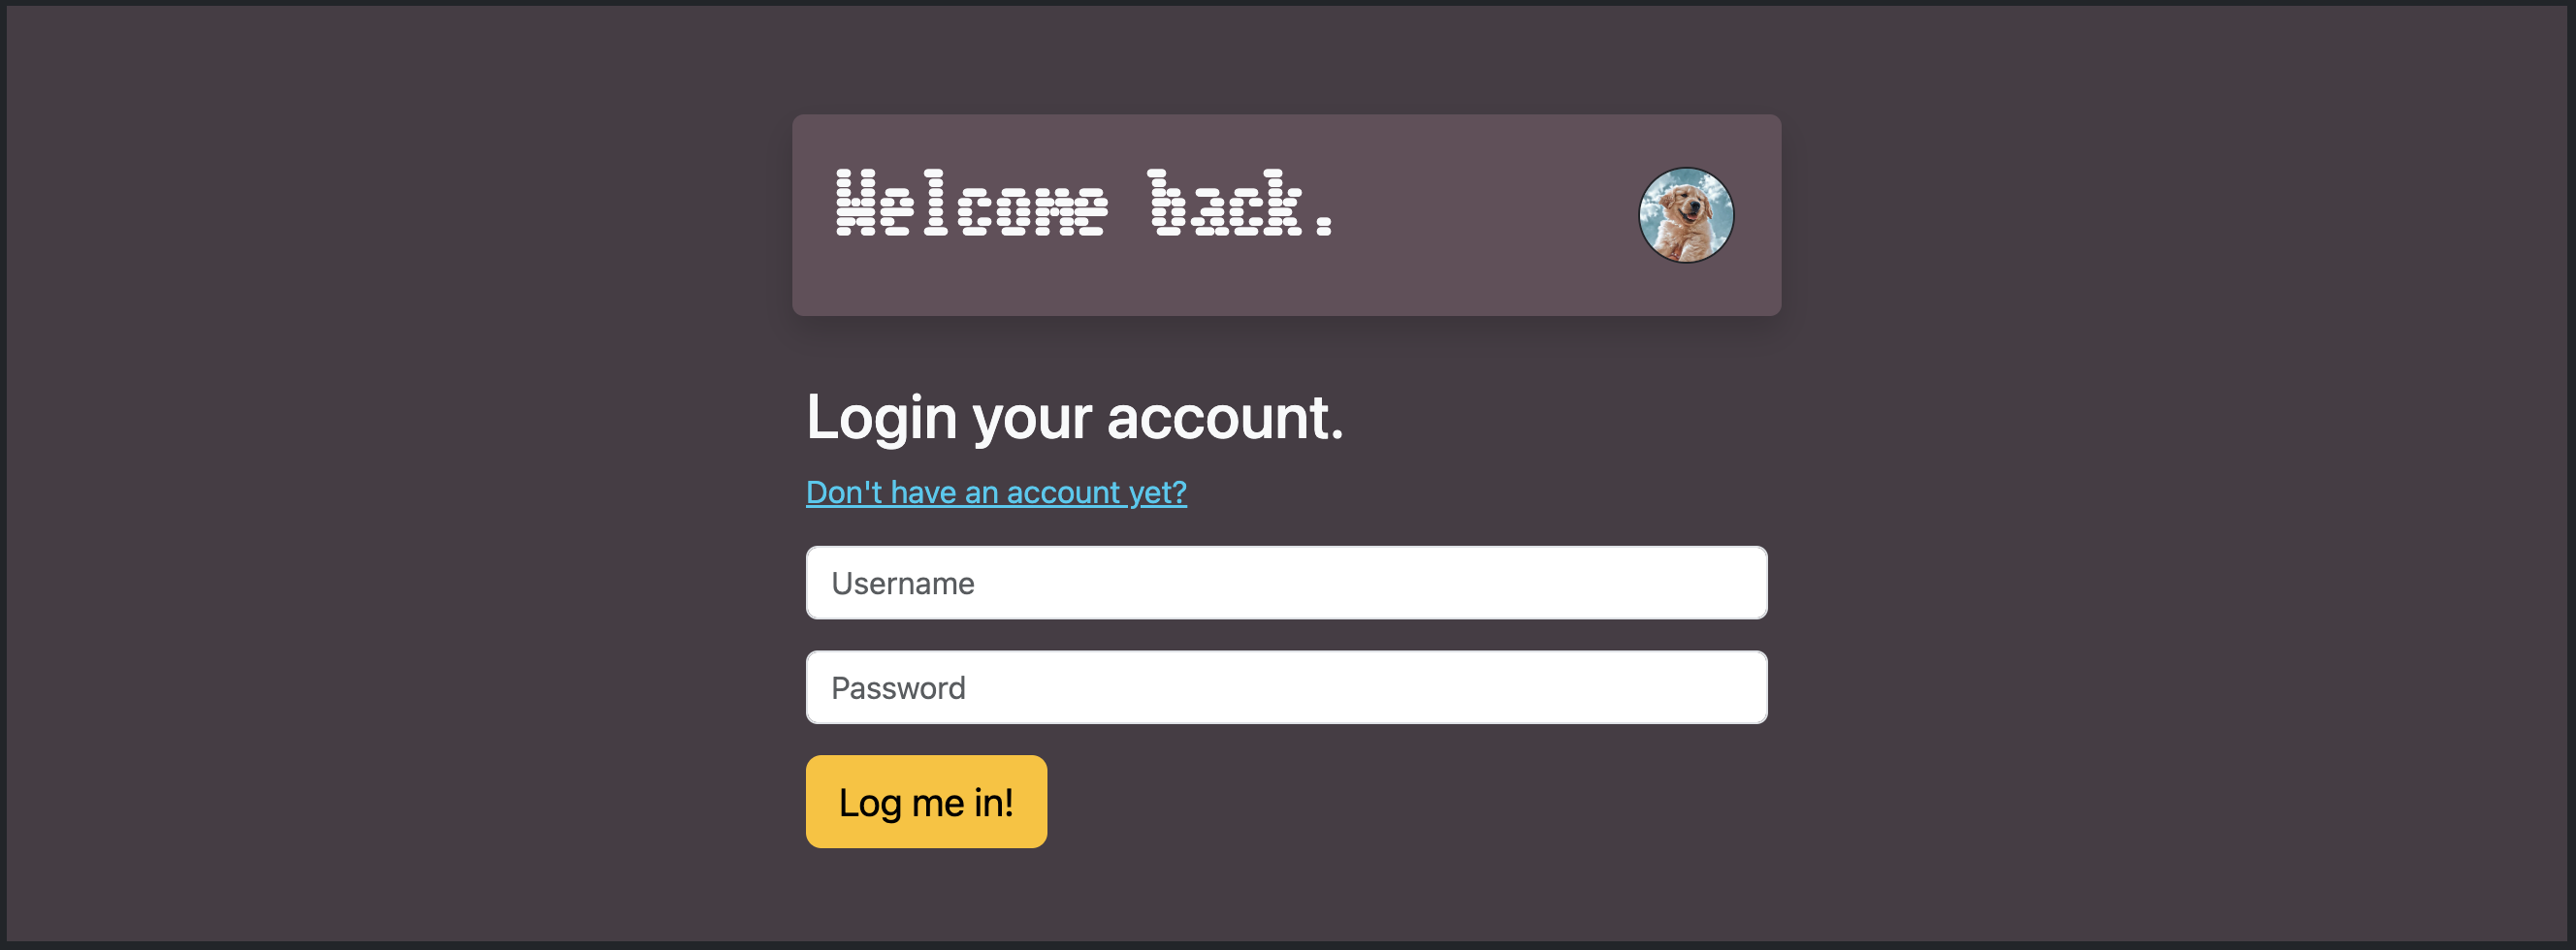 Welcome back.
Login your account.
Don't have an account yet?
Username
Password
Log me in!